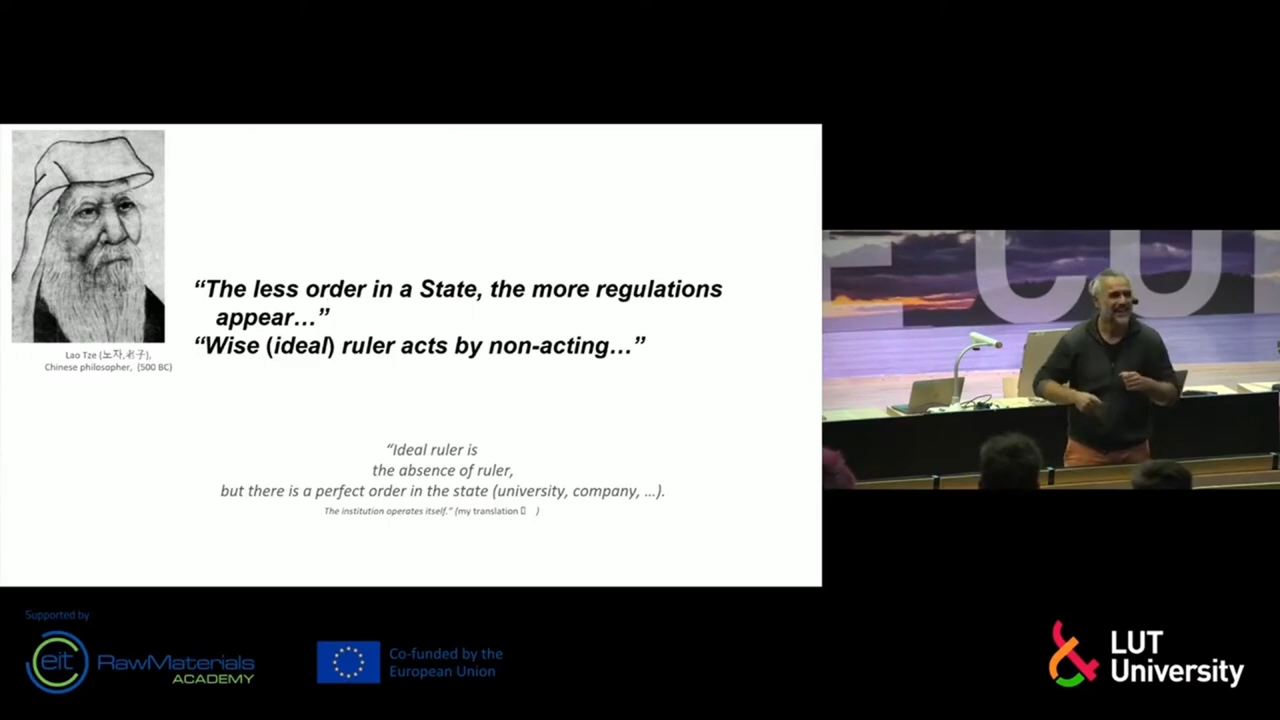 “The less order in a State, the more regulations
appear…”
“Wise (ideal) ruler acts by non-acting…”
Lao Tze (노자,老子),
Chinese philosopher, (500 BC)
“Ideal ruler is
the absence of ruler,
but there is a perfect order in the state (university, company, …).
The institution operates itself.” (my translation )
Supported by
eit RawMaterials
ACADEMY
Co-funded by the
European Union
LUT
University